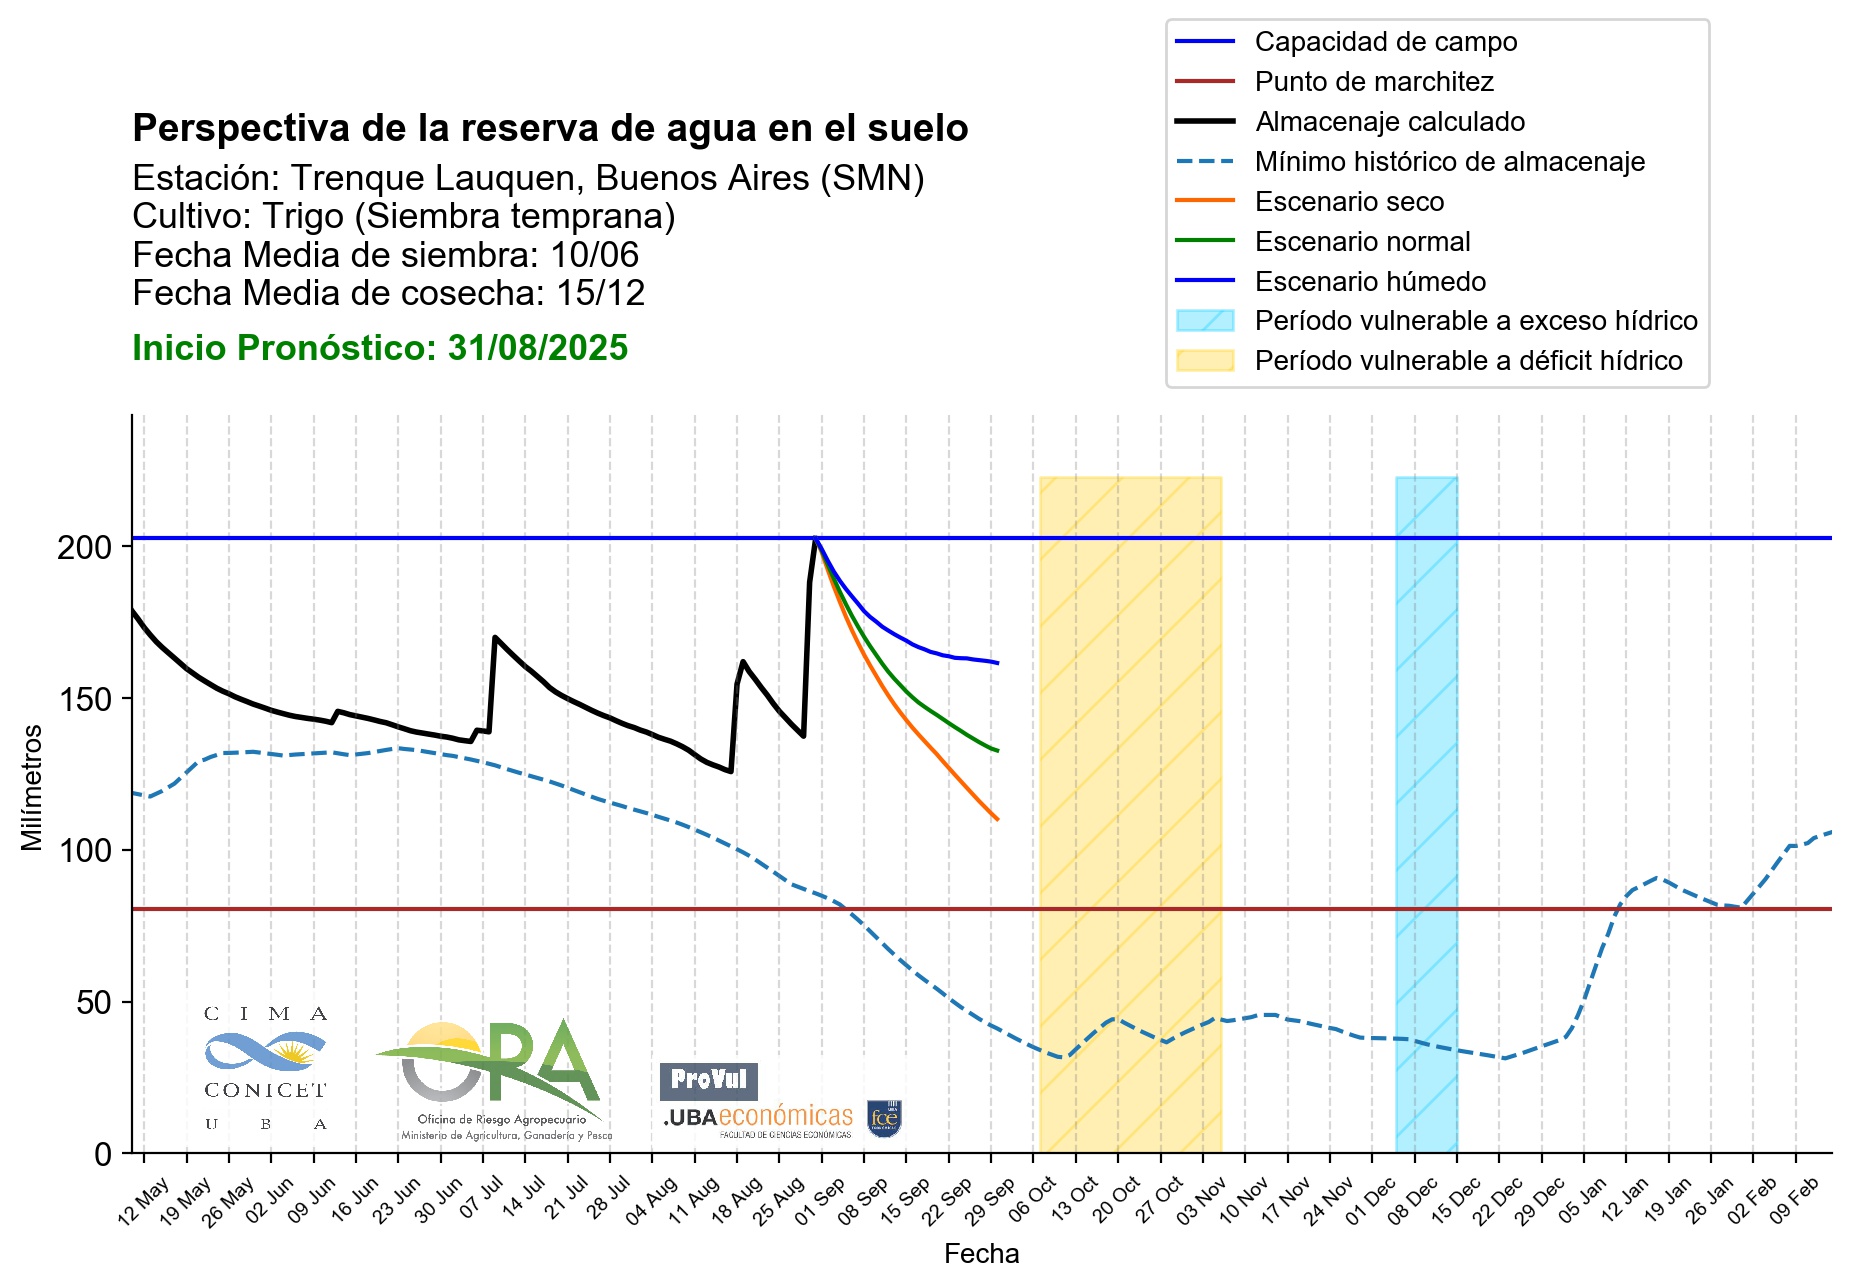 Capacidad de campo
Punto de marchitez
Almacenaje calculado
Mínimo histórico de almacenaje
Escenario seco
Escenario normal
Escenario húmedo
Período vulnerable a exceso hídrico
Período vulnerable a déficit hídrico
Perspectiva de la reserva de agua en el suelo
Estación: Trenque Lauquen, Buenos Aires (SMN)
Cultivo: Trigo (Siembra temprana)
Fecha Media de siembra: 10/06
Fecha Media de cosecha: 15/12
Inicio Pronóstico: 31/08/2025
Milímetros
200
150
100
50
0
CIMA
CONICET
UBA
ORA
Oficina de Riesgo Agropecuario
Ministerio de Agricultura, Ganadería y Pesca
ProVul
.UBAeconómicas
FACULTAD DE CIENCIAS ECONÓMICAS
fce
12 May
19 May
26 May
02 Jun
09 Jun
16 Jun
23 Jun
30 Jun
07 Jul
14 Jul
21 Jul
28 Jul
04 Aug
11 Aug
18 Aug
25 Aug
01 Sep
08 Sep
15 Sep
22 Sep
29 Sep
06 Oct
13 Oct
20 Oct
27 Oct
03 Nov
10 Nov
17 Nov
24 Nov
01 Dec
08 Dec
15 Dec
22 Dec
29 Dec
05 Jan
12 Jan
19 Jan
26 Jan
02 Feb
09 Feb
Fecha